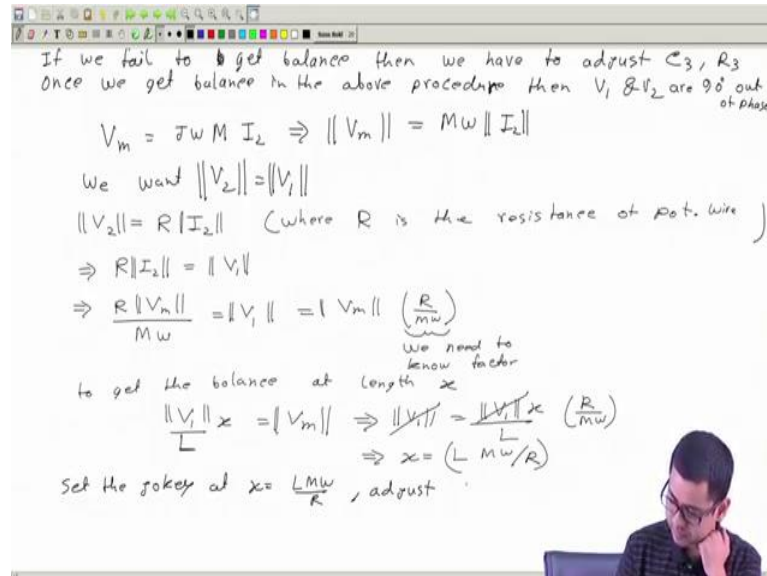 If we fail to get balance then we have to adjust C3, R3
Once we get balance in the above procedure then V1 & V2 are 90° out of phase
Vm = Jω M I2 ⇒ ||Vm|| = Mω || I2||
We want ||V2|| = ||V1||
||V2|| = R |I2|| (where R is the resistance of pot. wire)
⇒ R||I2|| = || V1||
⇒ R ||Vm|| / Mω = ||V1 || = | Vm|| (R/mω)
We need to
know factor
to get the balance at length x
||V1|| / L x = | Vm|| ⇒ ||V1|| = ||V1|| x / L (R/mω)
⇒ x = (L Mω/R)
Set the jokey at x = LMω/R , adjust